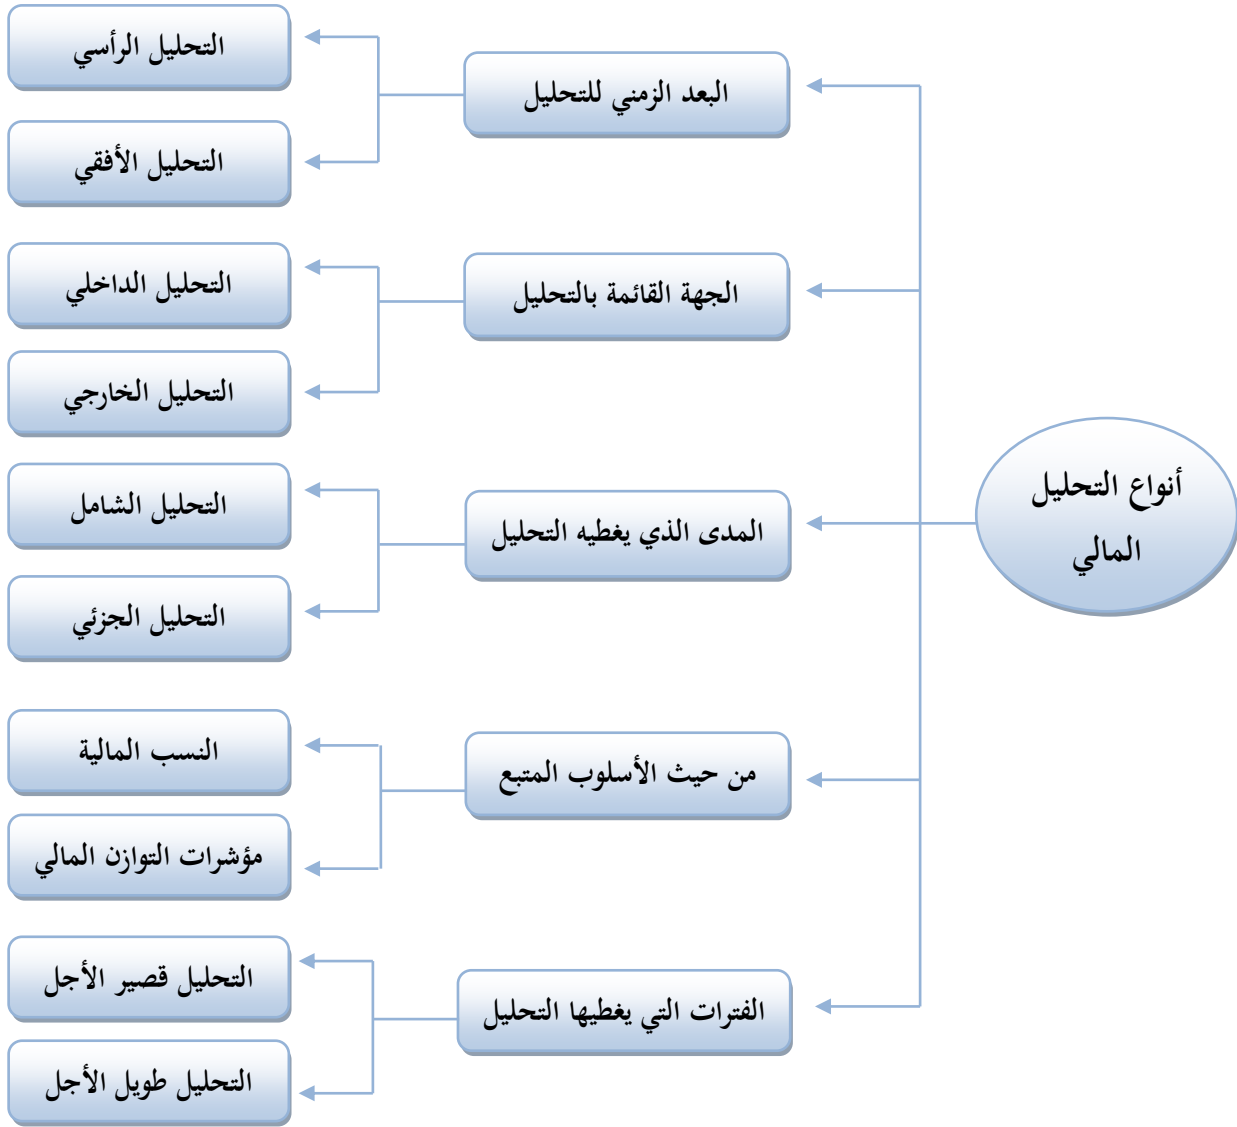 أنواع التحليل
المالي
البعد الزمني للتحليل
التحليل الرأسي
التحليل الأفقي
الجهة القائمة بالتحليل
التحليل الداخلي
التحليل الخارجي
المدى الذي يغطيه التحليل
التحليل الشامل
التحليل الجزئي
من حيث الأسلوب المتبع
النسب المالية
مؤشرات التوازن المالي
الفترات التي يغطيها التحليل
التحليل قصير الأجل
التحليل طويل الأجل